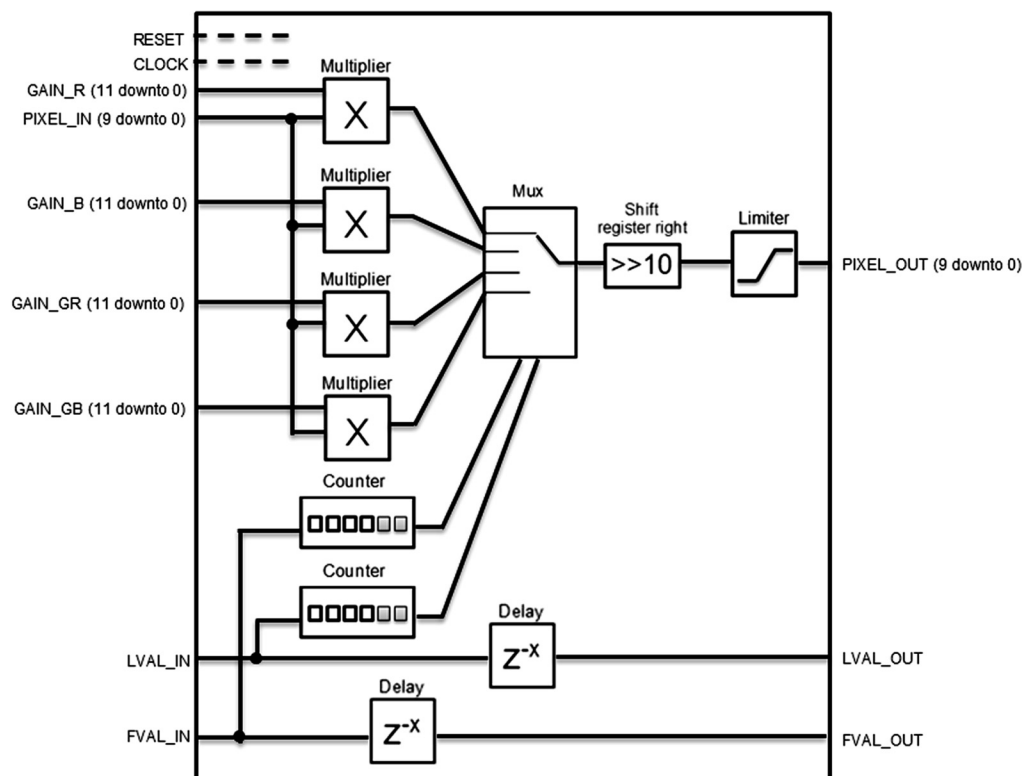 RESET
CLOCK
Multiplier
GAIN_R (11 downto 0)
PIXEL_IN (9 downto 0)
X
Multiplier
GAIN_B (11 downto 0)
X
Mux
Shift
register right
>>10
Limiter
PIXEL_OUT (9 downto 0)
Multiplier
GAIN_GR (11 downto 0)
X
Multiplier
GAIN_GB (11 downto 0)
X
Counter
Counter
Delay
LVAL_IN
Z-X
LVAL_OUT
Delay
FVAL_IN
Z-X
FVAL_OUT